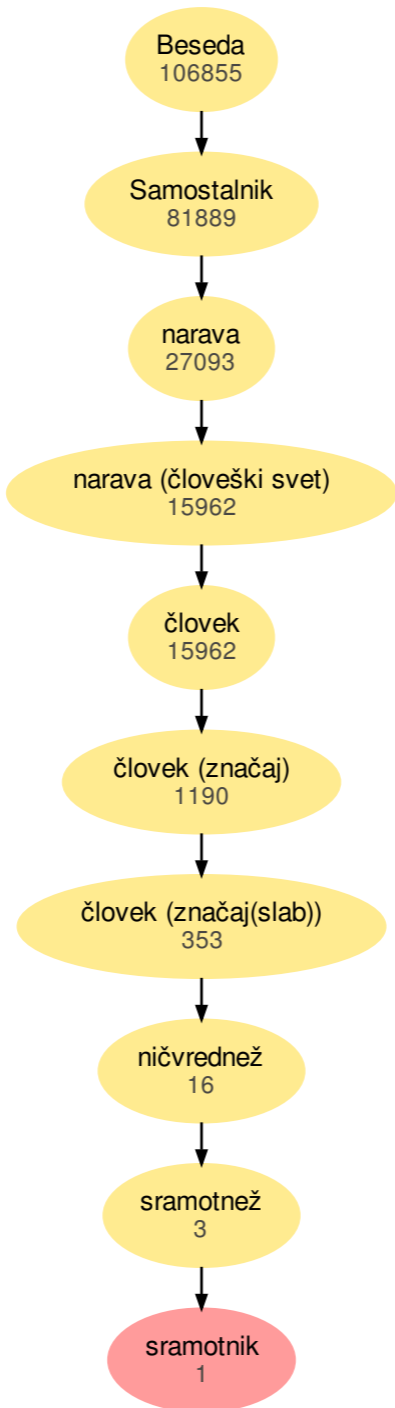 Beseda
106855
Samostalnik
81889
narava
27093
narava (človeški svet)
15962
človek
15962
človek (značaj)
1190
človek (značaj(slab))
353
ničvrednež
16
sramotnež
3
sramotnik
1